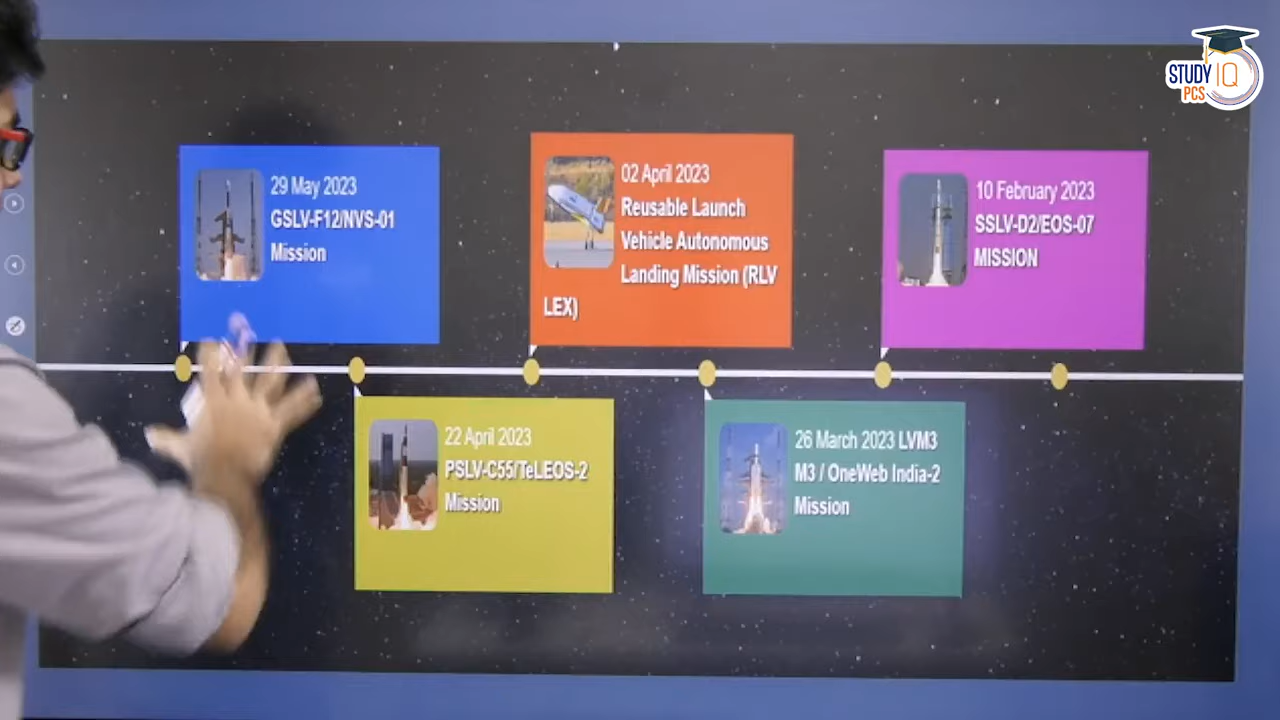 STUDY IQ
PCS
29 May 2023
GSLV-F12/NVS-01
Mission
02 April 2023
Reusable Launch
Vehicle Autonomous
Landing Mission (RLV
LEX)
10 February 2023
SSLV-D2/EOS-07
MISSION
22 April 2023
PSLV-C55/TeLEOS-2
Mission
26 March 2023 LVM3
M3 / OneWeb India-2
Mission